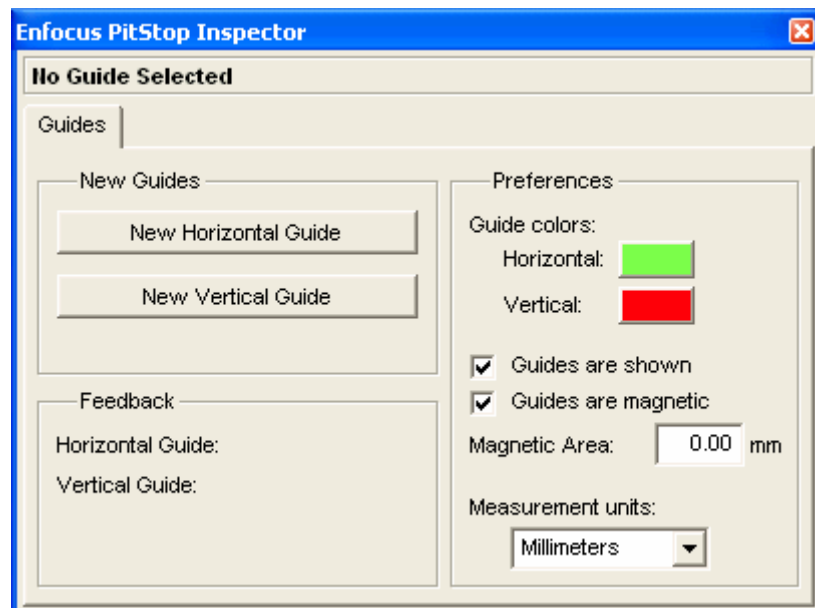 Enfocus PitStop Inspector
No Guide Selected
Guides
New Guides
New Horizontal Guide
New Vertical Guide
Feedback
Horizontal Guide:
Vertical Guide:
Preferences
Guide colors:
Horizontal:
Vertical:
Guides are shown
Guides are magnetic
Magnetic Area: 0.00 mm
Measurement units:
Millimeters